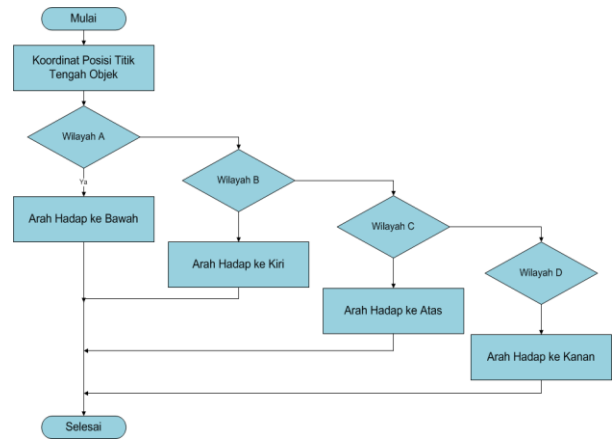 Mulai
Koordinat Posisi Titik
Tengah Objek
Wilayah A
Ya
Arah Hadap ke Bawah
Wilayah B
Arah Hadap ke Kiri
Wilayah C
Arah Hadap ke Atas
Wilayah D
Arah Hadap ke Kanan
Selesai